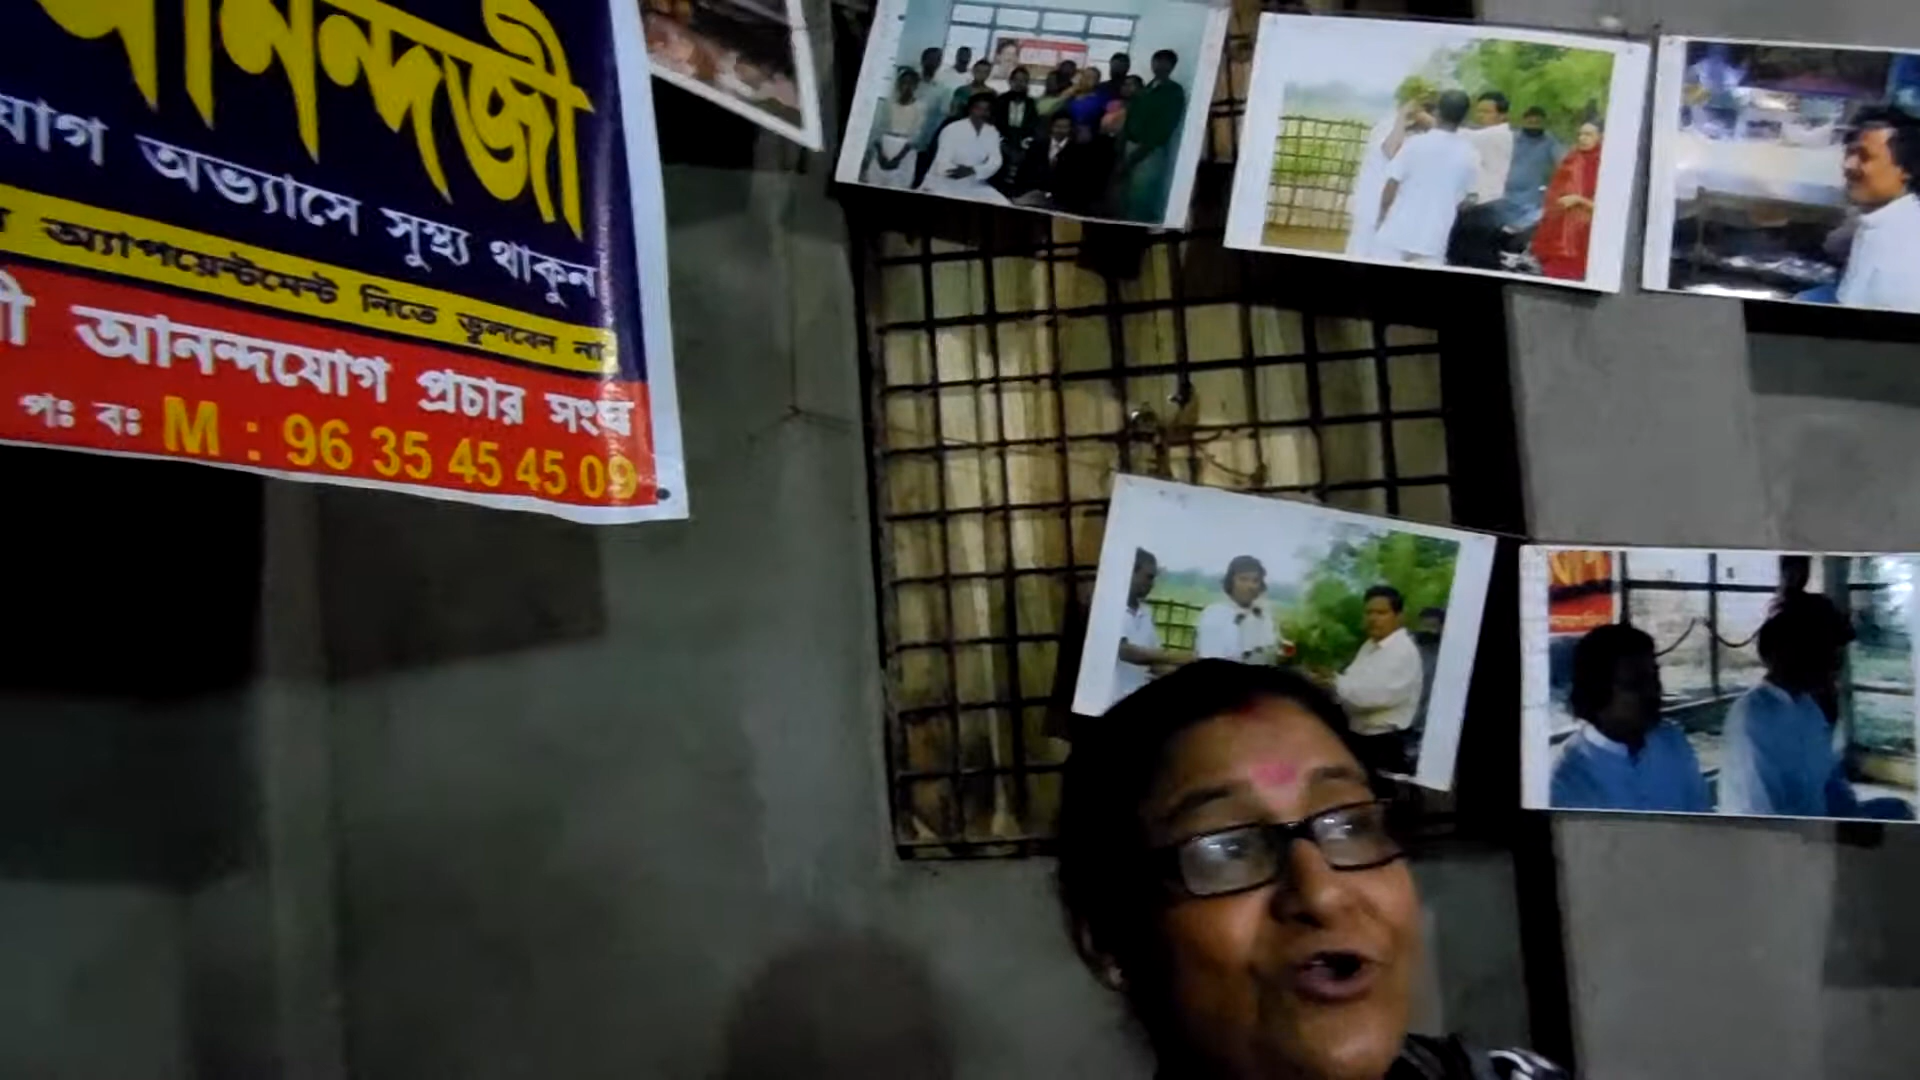 আনন্দজী
যোগ অভ্যাসে সুস্থ্য থাকুন
অ্যাপয়েন্টমেন্ট নিতে ভুলবেন না
আনন্দযোগ প্রচার সংঘ
পঃ বঃ M : 96 35 45 45 09